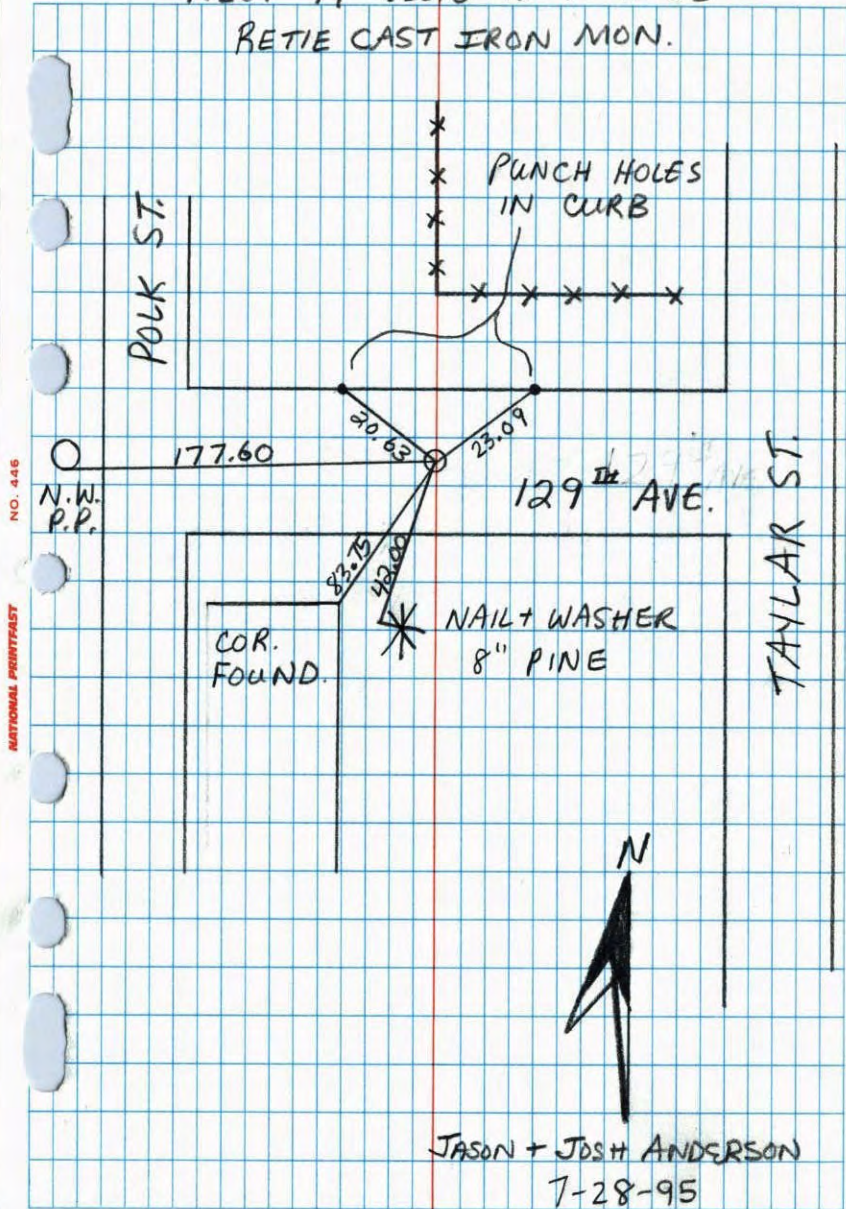 RETIE CAST IRON MON.
PUNCH HOLES
IN CURB
POLK ST.
20.63
23.09
177.60
N.W.
P.P.
129TH AVE.
TAYLAR ST.
83.75
42.00
NAIL + WASHER
8" PINE
COR.
FOUND.
N
JASON + JOSH ANDERSON
7-28-95
NO. 446
NATIONAL PRINTFAST